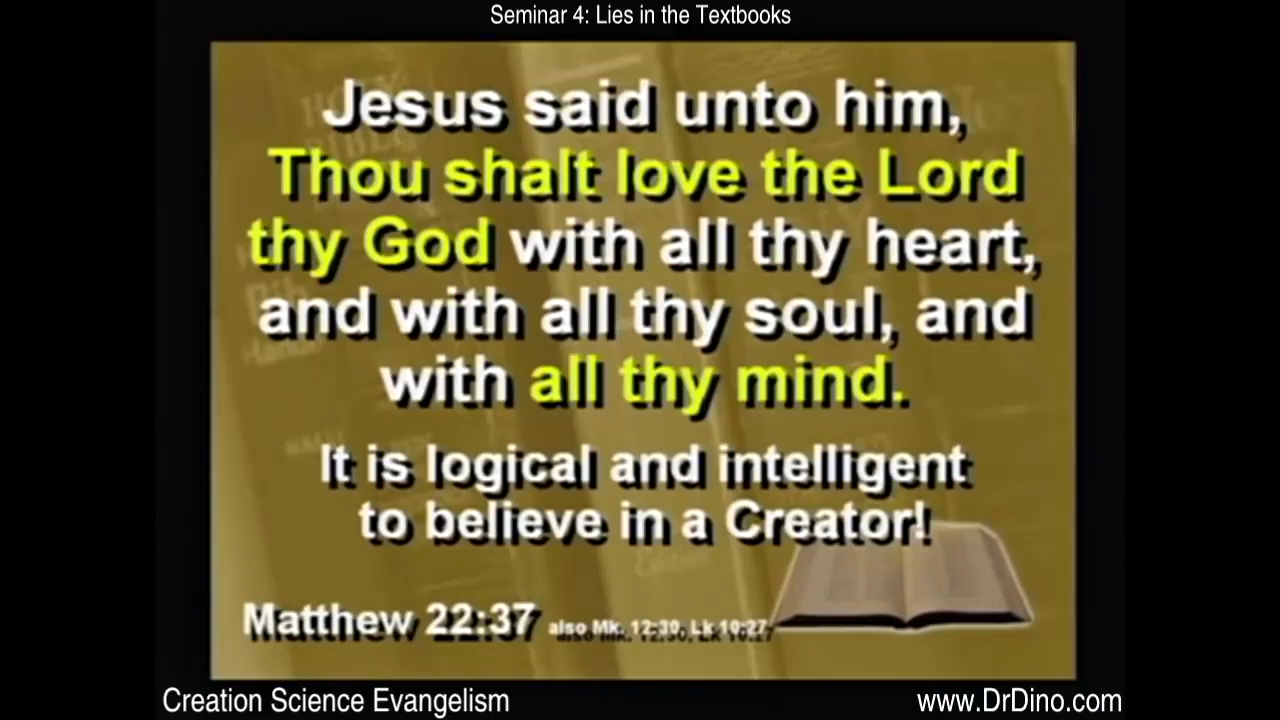 Seminar 4: Lies in the Textbooks
Jesus said unto him,
Thou shalt love the Lord
thy God with all thy heart,
and with all thy soul, and
with all thy mind.
It is logical and intelligent
to believe in a Creator!
Matthew 22:37 also Mk. 12:30, Lk 10:27
Creation Science Evangelism
www.DrDino.com